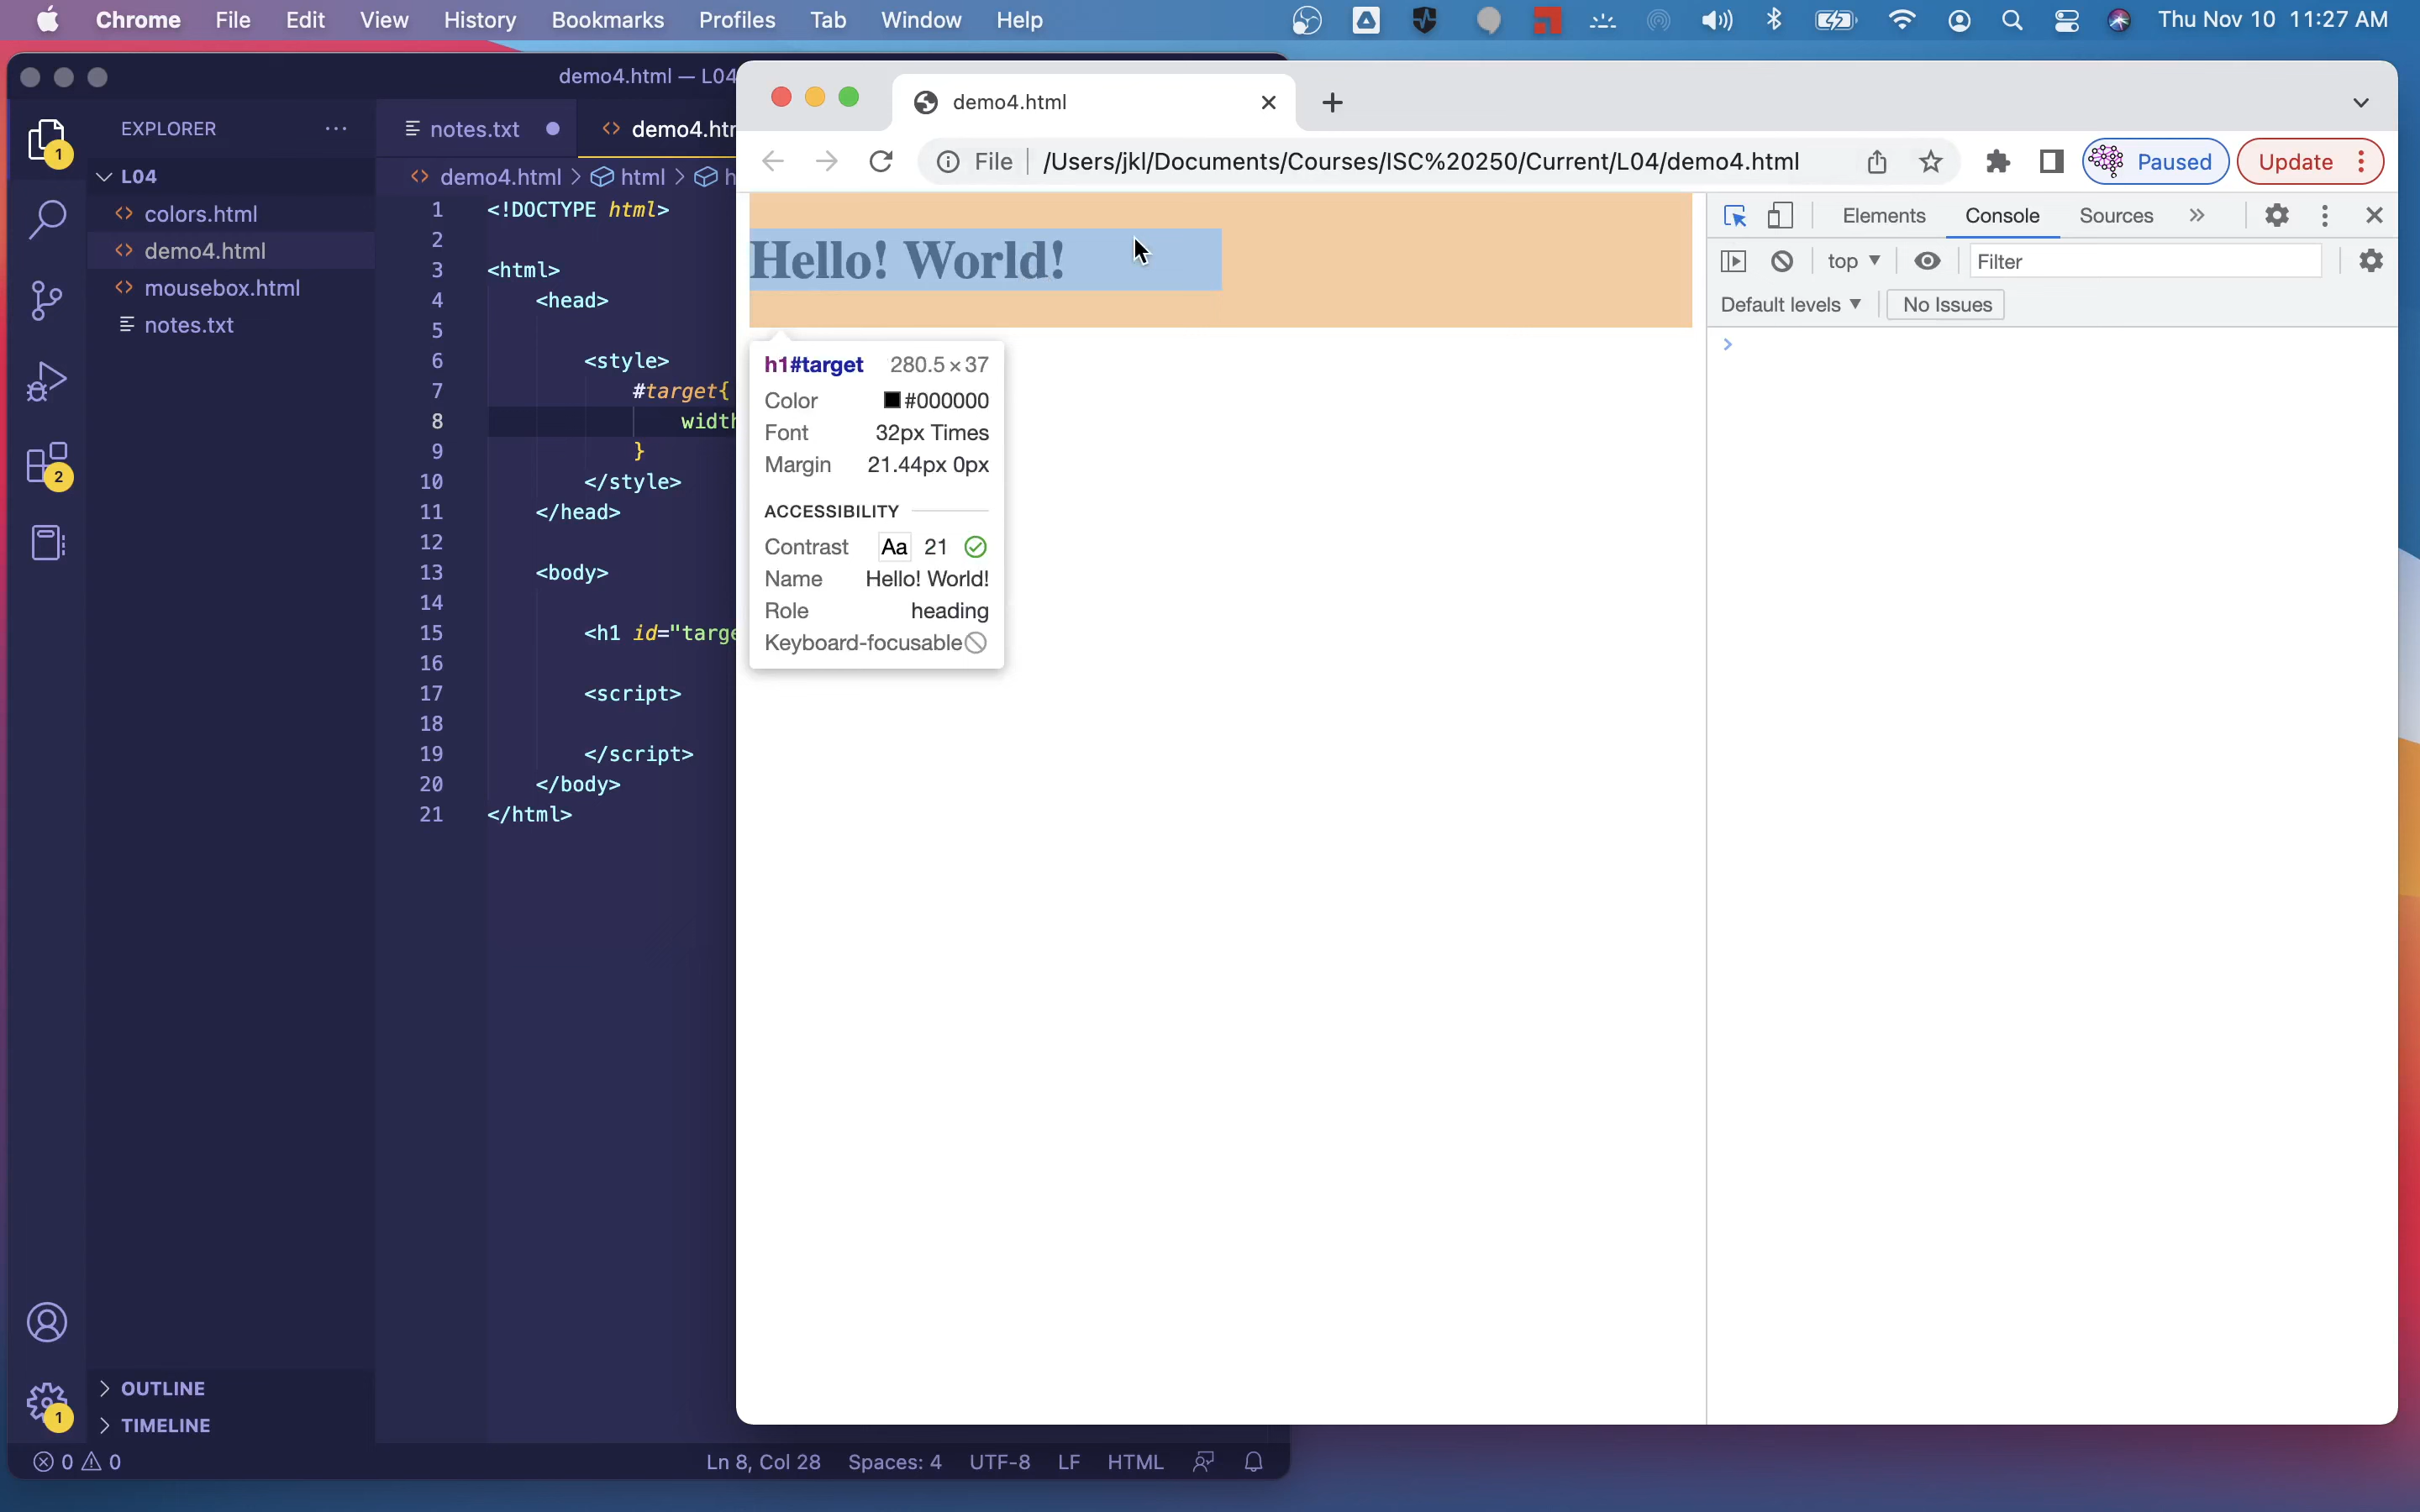 Chrome File Edit View History Bookmarks Profiles Tab Window Help Thu Nov 10 11:27 AM
demo4.html — L04
EXPLORER
1
L04
colors.html
demo4.html
mousebox.html
notes.txt
2
OUTLINE
1
TIMELINE
notes.txt demo4.htm
demo4.html > html > h
1 <!DOCTYPE html>
2
3 <html>
4 <head>
5
6 <style>
7 #target{
8 width
9 }
10 </style>
11 </head>
12
13 <body>
14
15 <h1 id="targe
16
17 <script>
18
19 </script>
20 </body>
21 </html>
0 0 Ln 8, Col 28 Spaces: 4 UTF-8 LF HTML
demo4.html
File /Users/jkl/Documents/Courses/ISC%20250/Current/L04/demo4.html Paused Update
Hello! World!
h1#target 280.5×37
Color #000000
Font 32px Times
Margin 21.44px 0px
ACCESSIBILITY
Contrast Aa 21
Name Hello! World!
Role heading
Keyboard-focusable
Elements Console Sources
top Filter
Default levels No Issues